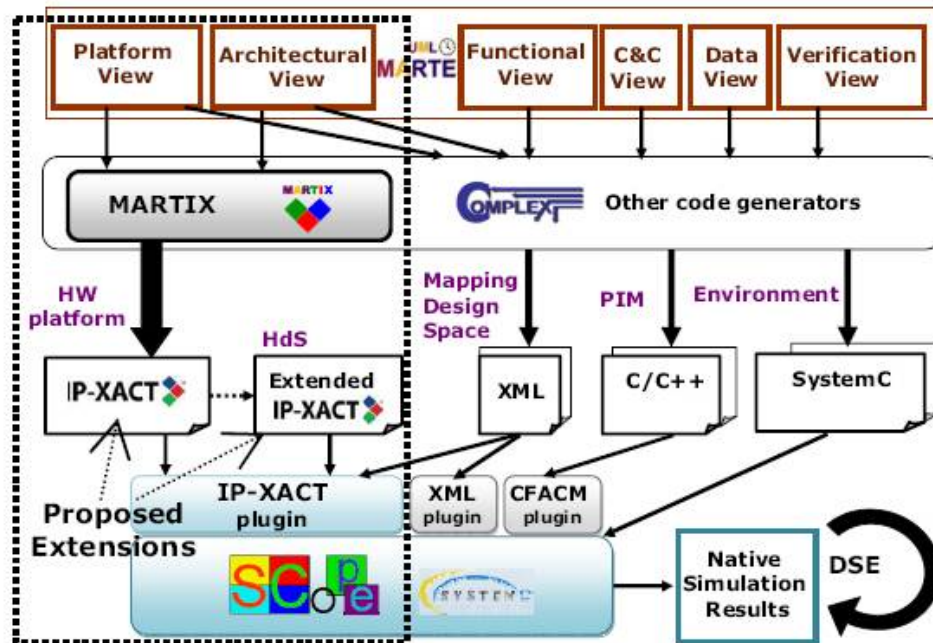 Platform
View
Architectural
View
UML
MARTE
Functional
View
C&C
View
Data
View
Verification
View
MARTIX
MARTIX
COMPLEX
Other code generators
HW
platform
HdS
Mapping
Design
Space
PIM
Environment
IP-XACT
Extended
IP-XACT
XML
C/C++
SystemC
IP-XACT
plugin
XML
plugin
CFACM
plugin
Proposed
Extensions
SCope
SYSTEM C
Native
Simulation
Results
DSE